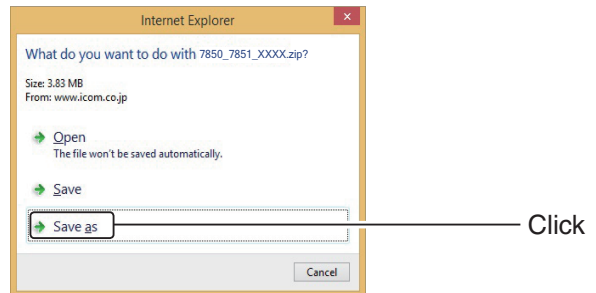 Internet Explorer
×
What do you want to do with 7850_7851_XXXX.zip?
Size: 3.83 MB
From: www.icom.co.jp
Open
The file won't be saved automatically.
Save
Save as
Click
Cancel